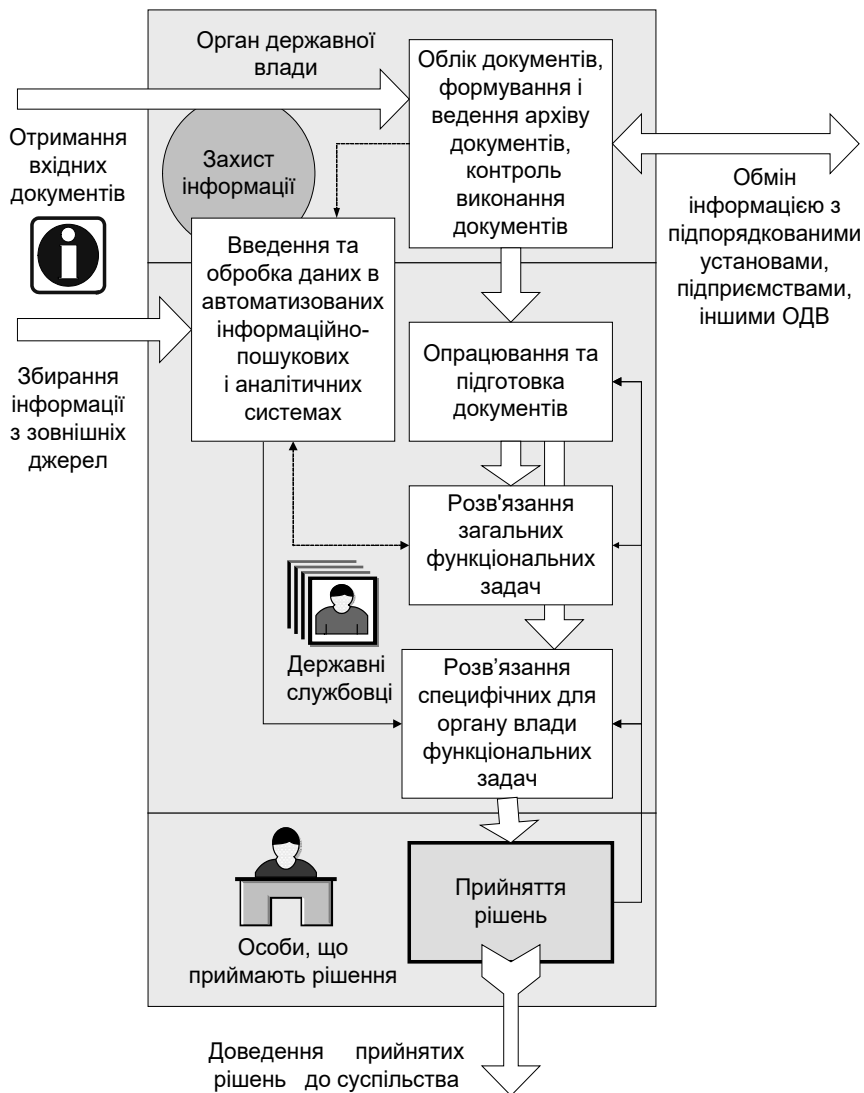 Орган державної
влади
Облік документів,
формування і
ведення архіву
документів,
контроль
виконання
документів
Отримання
вхідних
документів
Захист
інформації
Обмін
інформацією з
підпорядкованими
установами,
підприємствами,
іншими ОДВ
Введення та
обробка даних в
автоматизованих
інформаційно-
пошукових
і аналітичних
системах
Збирання
інформації
з зовнішніх
джерел
Опрацювання та
підготовка
документів
Розв'язання
загальних
функціональних
задач
Державні
службовці
Розв’язання
специфічних для
органу влади
функціональних
задач
Прийняття
рішень
Особи, що
приймають рішення
Доведення прийнятих
рішень до суспільства